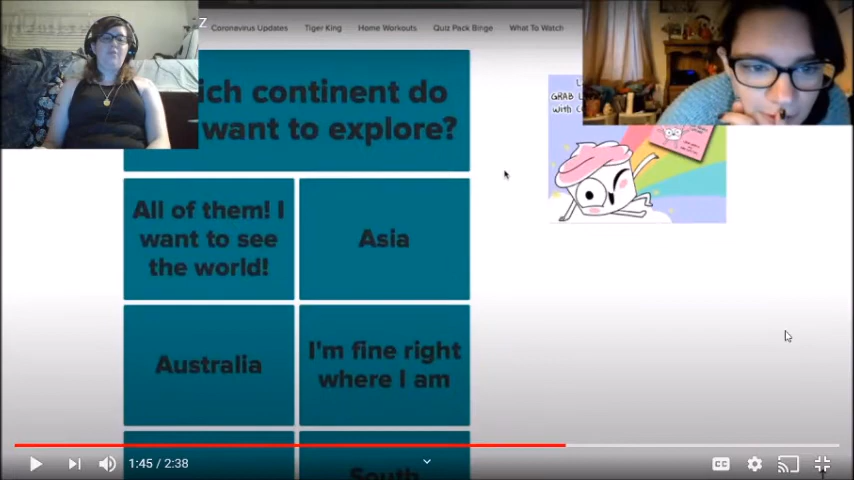 Z
Coronavirus Updates Tiger King Home Workouts Quiz Pack Binge What To Watch
ich continent do
want to explore?
GRAB
with
All of them! I
want to see
the world!
Asia
Australia
I'm fine right
where I am
South
1:45 / 2:38
CC